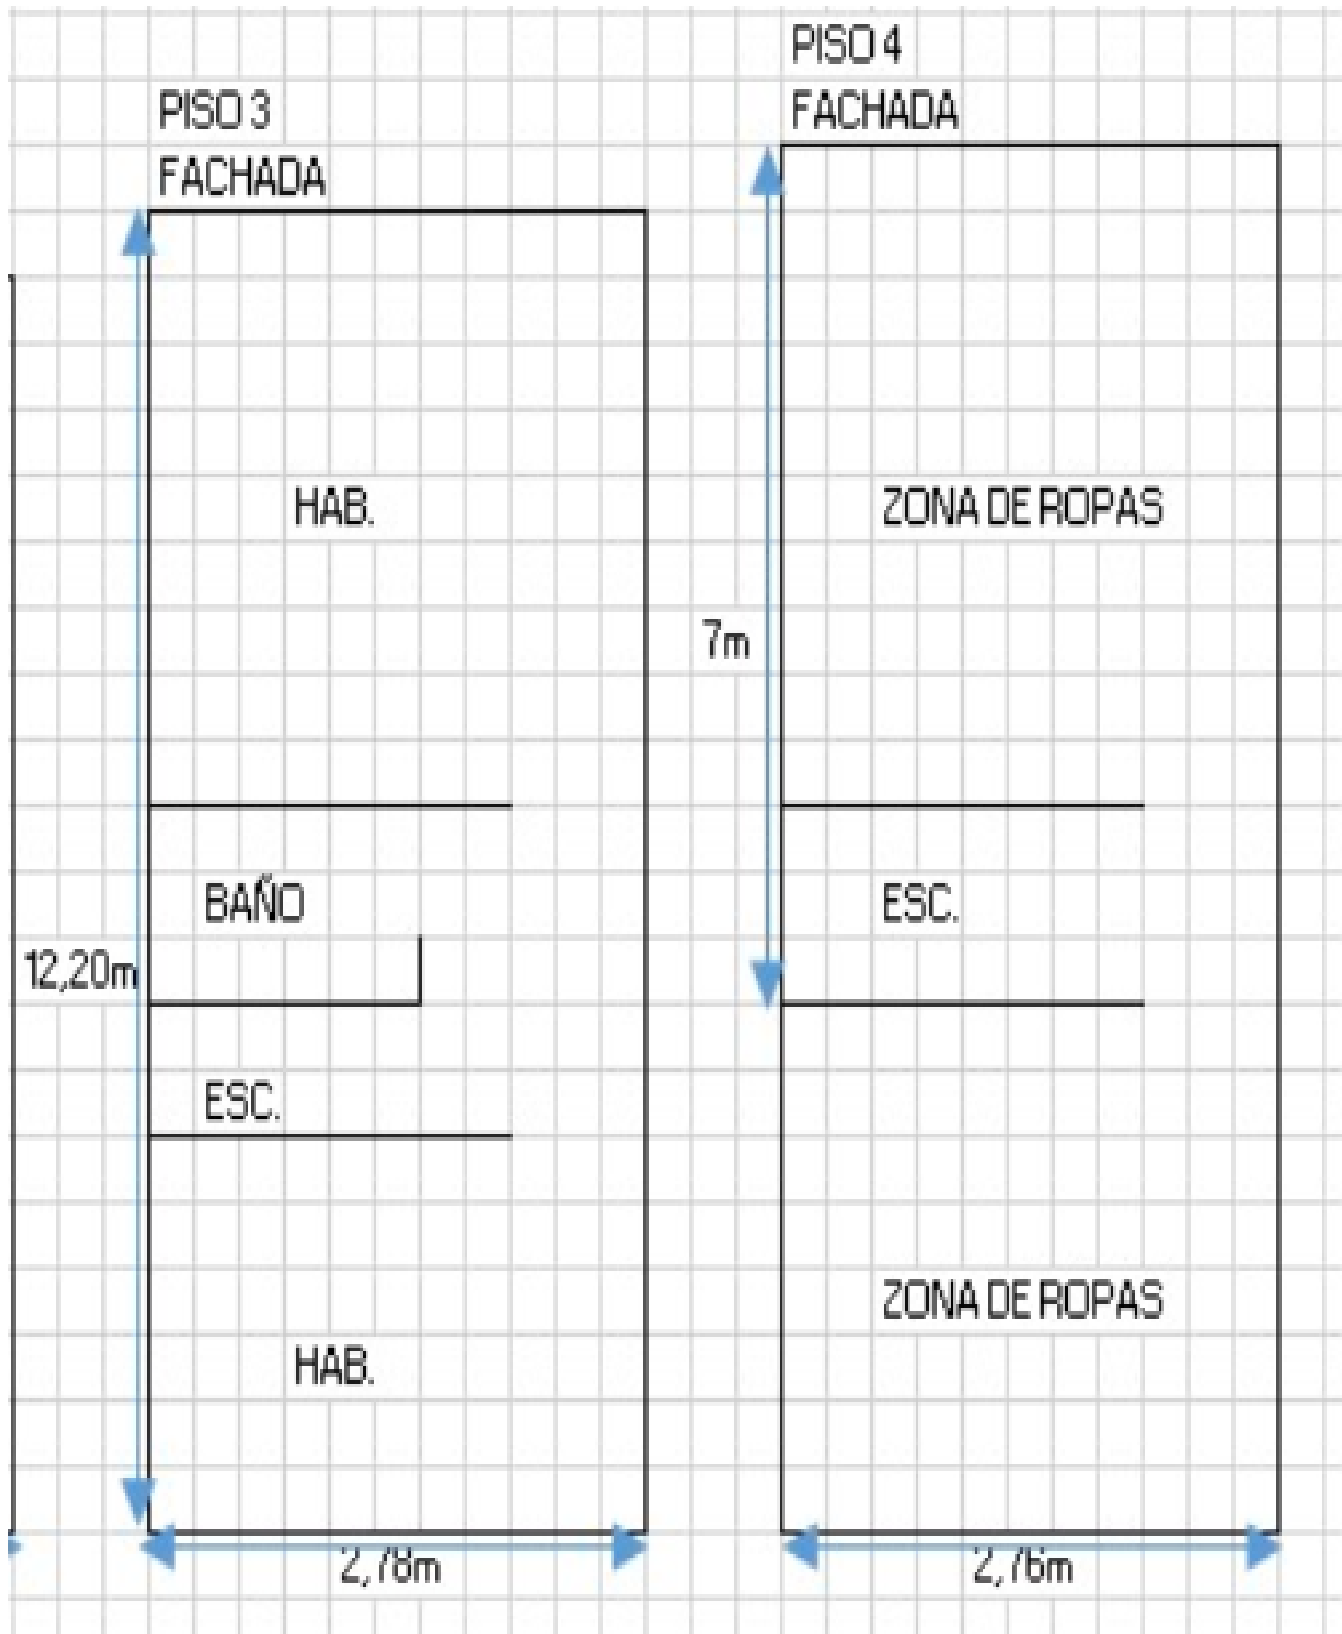 PISO 3
FACHADA
HAB.
BAÑO
12,20m
ESC.
HAB.
2,78m
PISO 4
FACHADA
ZONA DE ROPAS
7m
ESC.
ZONA DE ROPAS
2,76m